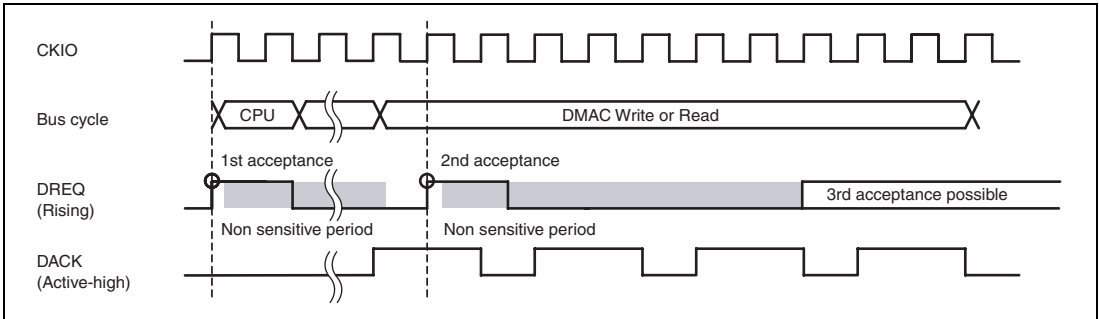 CKIO
Bus cycle
CPU
DMAC Write or Read
1st acceptance
2nd acceptance
DREQ
(Rising)
3rd acceptance possible
Non sensitive period
Non sensitive period
DACK
(Active-high)